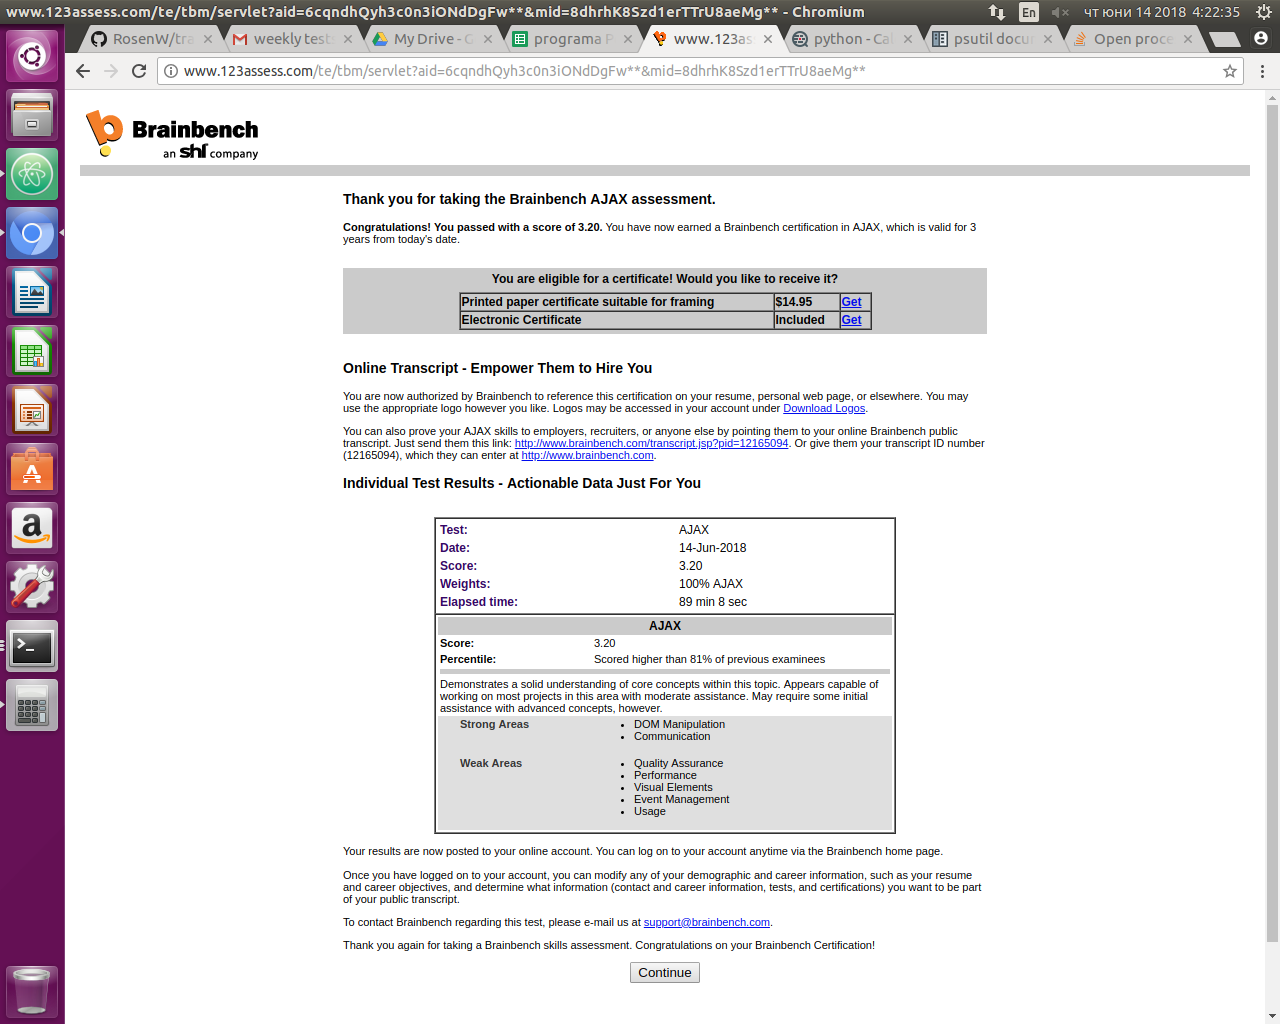 www.123assess.com/te/tbm/servlet?aid=6cqndhQyh3c0n3iONdDgFw**&mid=8dhrhK8Szd1erTTrU8aeMg** - Chromium
En
чт юни 14 2018 4:22:35
RosenW/tra
weekly test
My Drive - G
programa P
www.123as
python - Cal
psutil docu
Open proce
www.123assess.com/te/tbm/servlet?aid=6cqndhQyh3c0n3iONdDgFw**&mid=8dhrhK8Szd1erTTrU8aeMg**
Brainbench
an shl company
Thank you for taking the Brainbench AJAX assessment.
Congratulations! You passed with a score of 3.20. You have now earned a Brainbench certification in AJAX, which is valid for 3
years from today's date.
You are eligible for a certificate! Would you like to receive it?
Printed paper certificate suitable for framing $14.95 Get
Electronic Certificate Included Get
Online Transcript - Empower Them to Hire You
You are now authorized by Brainbench to reference this certification on your resume, personal web page, or elsewhere. You may
use the appropriate logo however you like. Logos may be accessed in your account under Download Logos.
You can also prove your AJAX skills to employers, recruiters, or anyone else by pointing them to your online Brainbench public
transcript. Just send them this link: http://www.brainbench.com/transcript.jsp?pid=12165094. Or give them your transcript ID number
(12165094), which they can enter at http://www.brainbench.com.
Individual Test Results - Actionable Data Just For You
Test: AJAX
Date: 14-Jun-2018
Score: 3.20
Weights: 100% AJAX
Elapsed time: 89 min 8 sec
AJAX
Score: 3.20
Percentile: Scored higher than 81% of previous examinees
Demonstrates a solid understanding of core concepts within this topic. Appears capable of
working on most projects in this area with moderate assistance. May require some initial
assistance with advanced concepts, however.
Strong Areas • DOM Manipulation
• Communication
Weak Areas • Quality Assurance
• Performance
• Visual Elements
• Event Management
• Usage
Your results are now posted to your online account. You can log on to your account anytime via the Brainbench home page.
Once you have logged on to your account, you can modify any of your demographic and career information, such as your resume
and career objectives, and determine what information (contact and career information, tests, and certifications) you want to be part
of your public transcript.
To contact Brainbench regarding this test, please e-mail us at support@brainbench.com.
Thank you again for taking a Brainbench skills assessment. Congratulations on your Brainbench Certification!
Continue